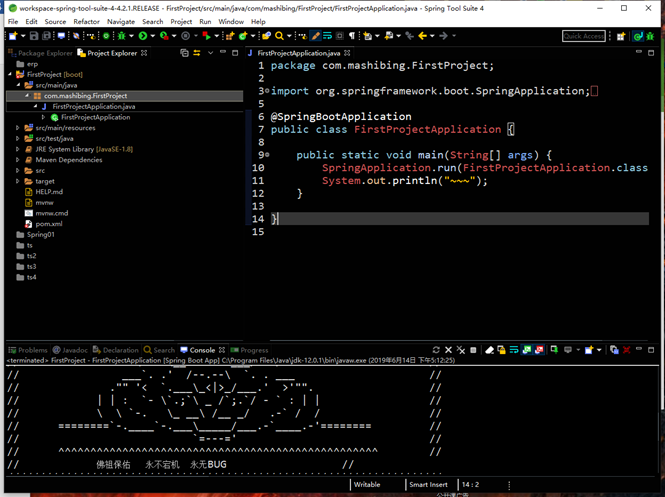 workspace-spring-tool-suite-4-4.2.1.RELEASE - FirstProject/src/main/java/com/mashibing/FirstProject/FirstProjectApplication.java - Spring Tool Suite 4
File Edit Source Refactor Navigate Search Project Run Window Help
Quick Access
Package Explorer Project Explorer
erp
FirstProject [boot]
src/main/java
com.mashibing.FirstProject
FirstProjectApplication.java
FirstProjectApplication
src/main/resources
src/test/java
JRE System Library [JavaSE-1.8]
Maven Dependencies
src
target
HELP.md
mvnw
mvnw.cmd
pom.xml
Spring01
ts
ts2
ts3
ts4
FirstProjectApplication.java
1 package com.mashibing.FirstProject;
2
3 import org.springframework.boot.SpringApplication;
5
6 @SpringBootApplication
7 public class FirstProjectApplication {
8
9 public static void main(String[] args) {
10 SpringApplication.run(FirstProjectApplication.class
11 System.out.println("~~~");
12 }
13
14 }
15
Problems Javadoc Declaration Search Console Progress
<terminated> FirstProject - FirstProjectApplication [Spring Boot App] C:\Program Files\Java\jdk-12.0.1\bin\javaw.exe (2019年6月14日 下午5:12:25)
// 佛祖保佑 永不宕机 永无BUG //
Writable Smart Insert 14 : 2